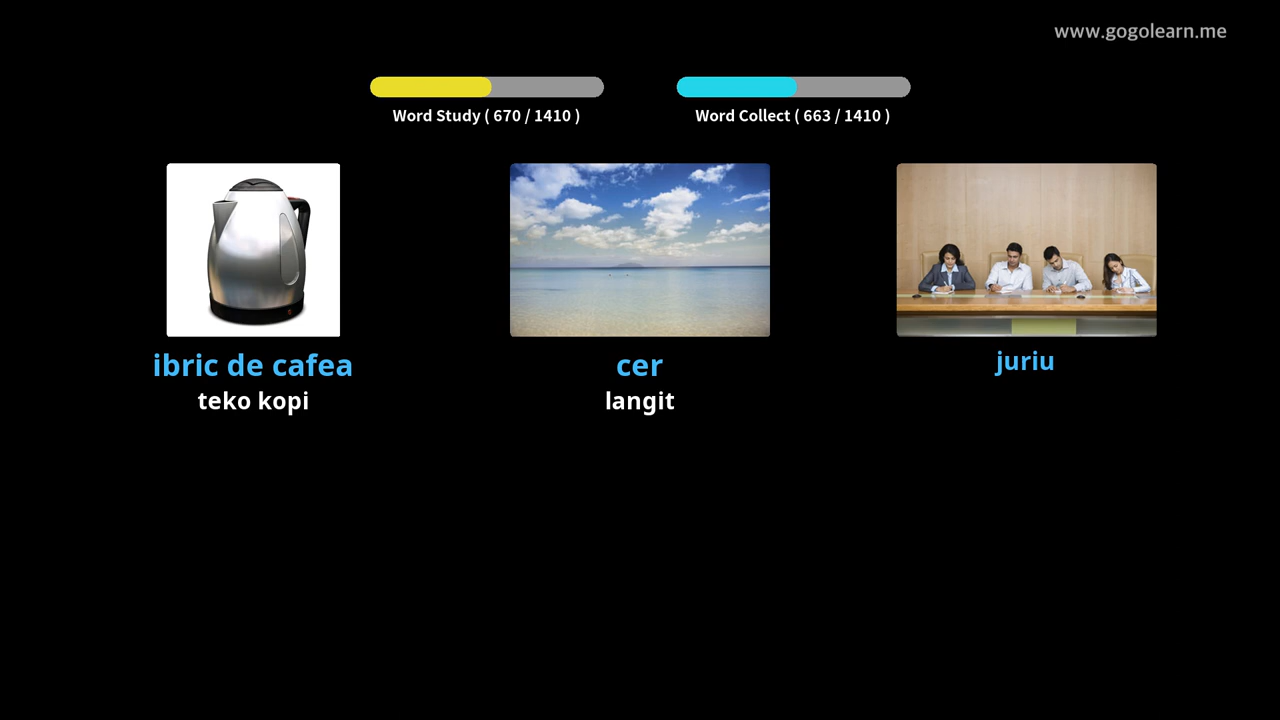 www.gogolearn.me
Word Study ( 670 / 1410 )
Word Collect ( 663 / 1410 )
ibric de cafea
teko kopi
cer
langit
juriu